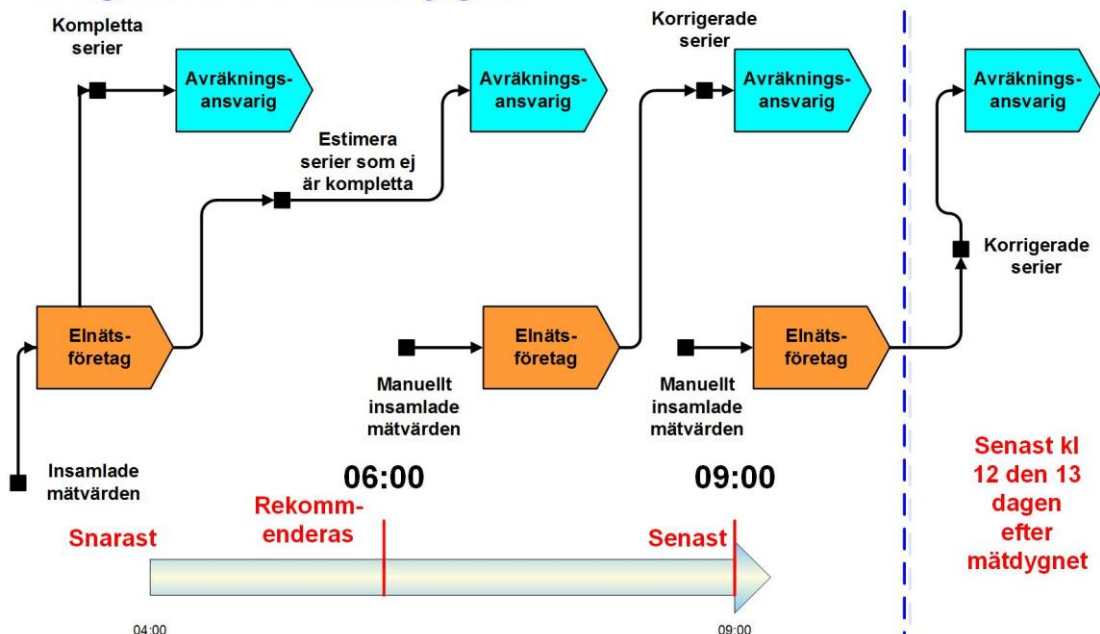 Kompletta
serier
Avräknings-
ansvarig
Avräknings-
ansvarig
Korrigerade
serier
Avräknings-
ansvarig
Avräknings-
ansvarig
Estimera
serier som ej
är kompletta
Korrigerade
serier
Elnäts-
företag
Elnäts-
företag
Elnäts-
företag
Manuellt
insamlade
mätvärden
Manuellt
insamlade
mätvärden
Insamlade
mätvärden
06:00
09:00
Senast kl
12 den 13
dagen
efter
mätdygnet
Snarast
Rekomm-
enderas
Senast
04:00
09:00